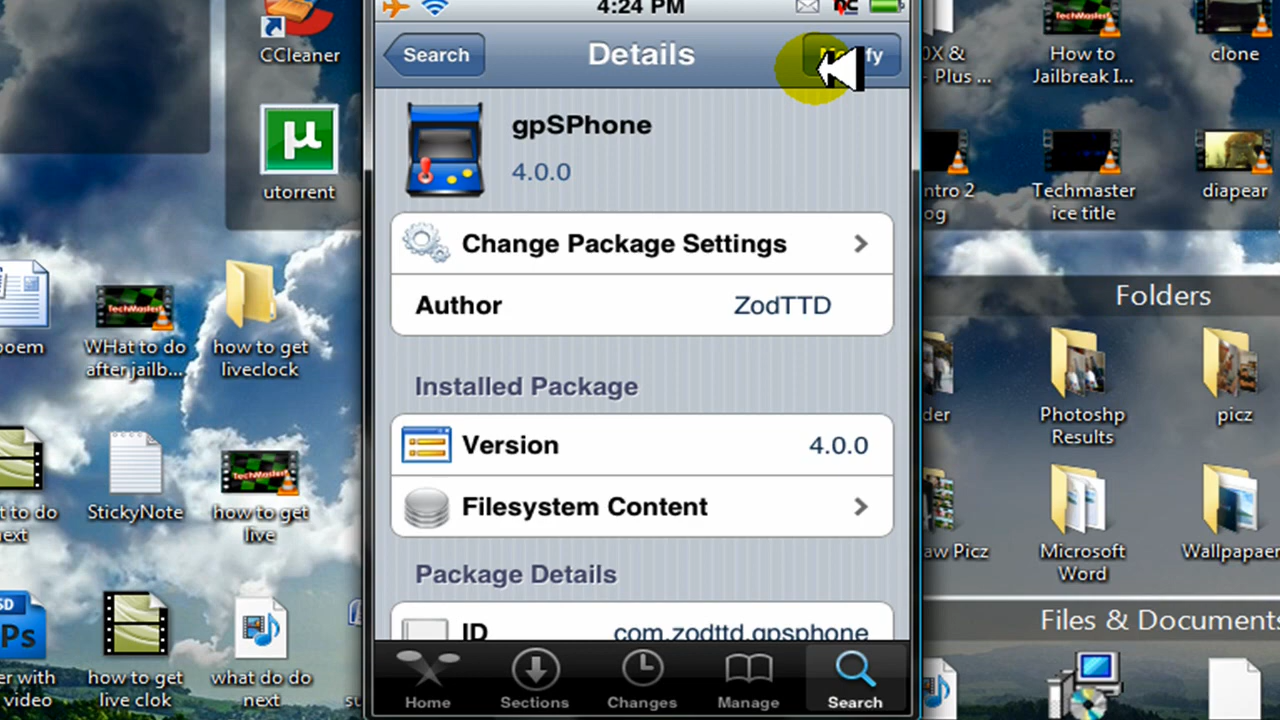 4:24 PM
Search
Details
gpSPhone
4.0.0
Change Package Settings
Author
ZodTTD
Installed Package
Version
4.0.0
Filesystem Content
Package Details
ID
com.zodttd.gpsphone
Home
Sections
Changes
Manage
Search
CCleaner
µ
utorrent
WHat to do
after jailb...
how to get
liveclock
StickyNote
how to get
live
how to get
live clok
what do do
next
How to
Jailbreak I...
clone
Techmaster
ice title
diapear
Folders
Photoshp
Results
picz
Microsoft
Word
Wallpapaer
Files & Documents